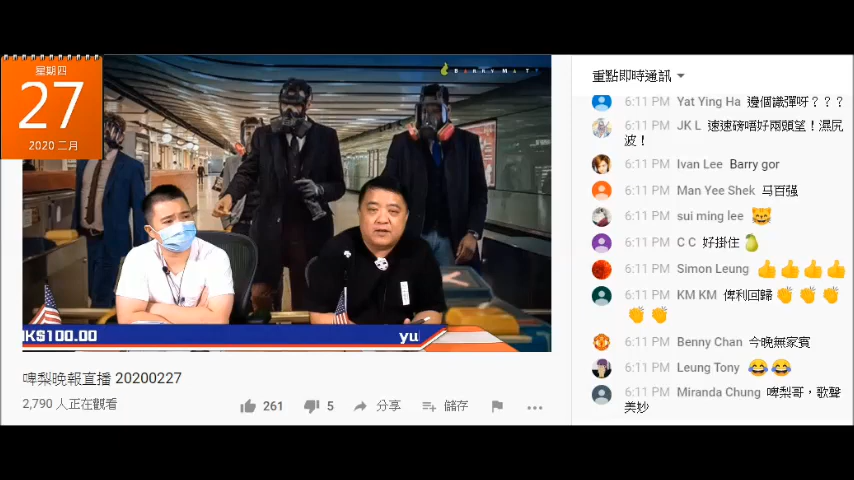 星期四
27
2020 二月
BARRYMATT
HK$100.00
yu
啤梨晚報直播 20200227
2,790 人正在觀看
261
5
分享
儲存
重點即時通訊
6:11 PM Yat Ying Ha 邊個識彈呀？？？
6:11 PM JK L 速速磅唔好兩頭望！濕尻
波！
6:11 PM Ivan Lee Barry gor
6:11 PM Man Yee Shek 马百强
6:11 PM sui ming lee 😸
6:11 PM C C 好掛住 🍐
6:11 PM Simon Leung 👍👍👍👍
6:11 PM KM KM 俾利回歸 👏👏👏
👏👏
6:11 PM Benny Chan 今晚無家賓
6:11 PM Leung Tony 😂😂
6:11 PM Miranda Chung 啤梨哥，歌聲
美妙